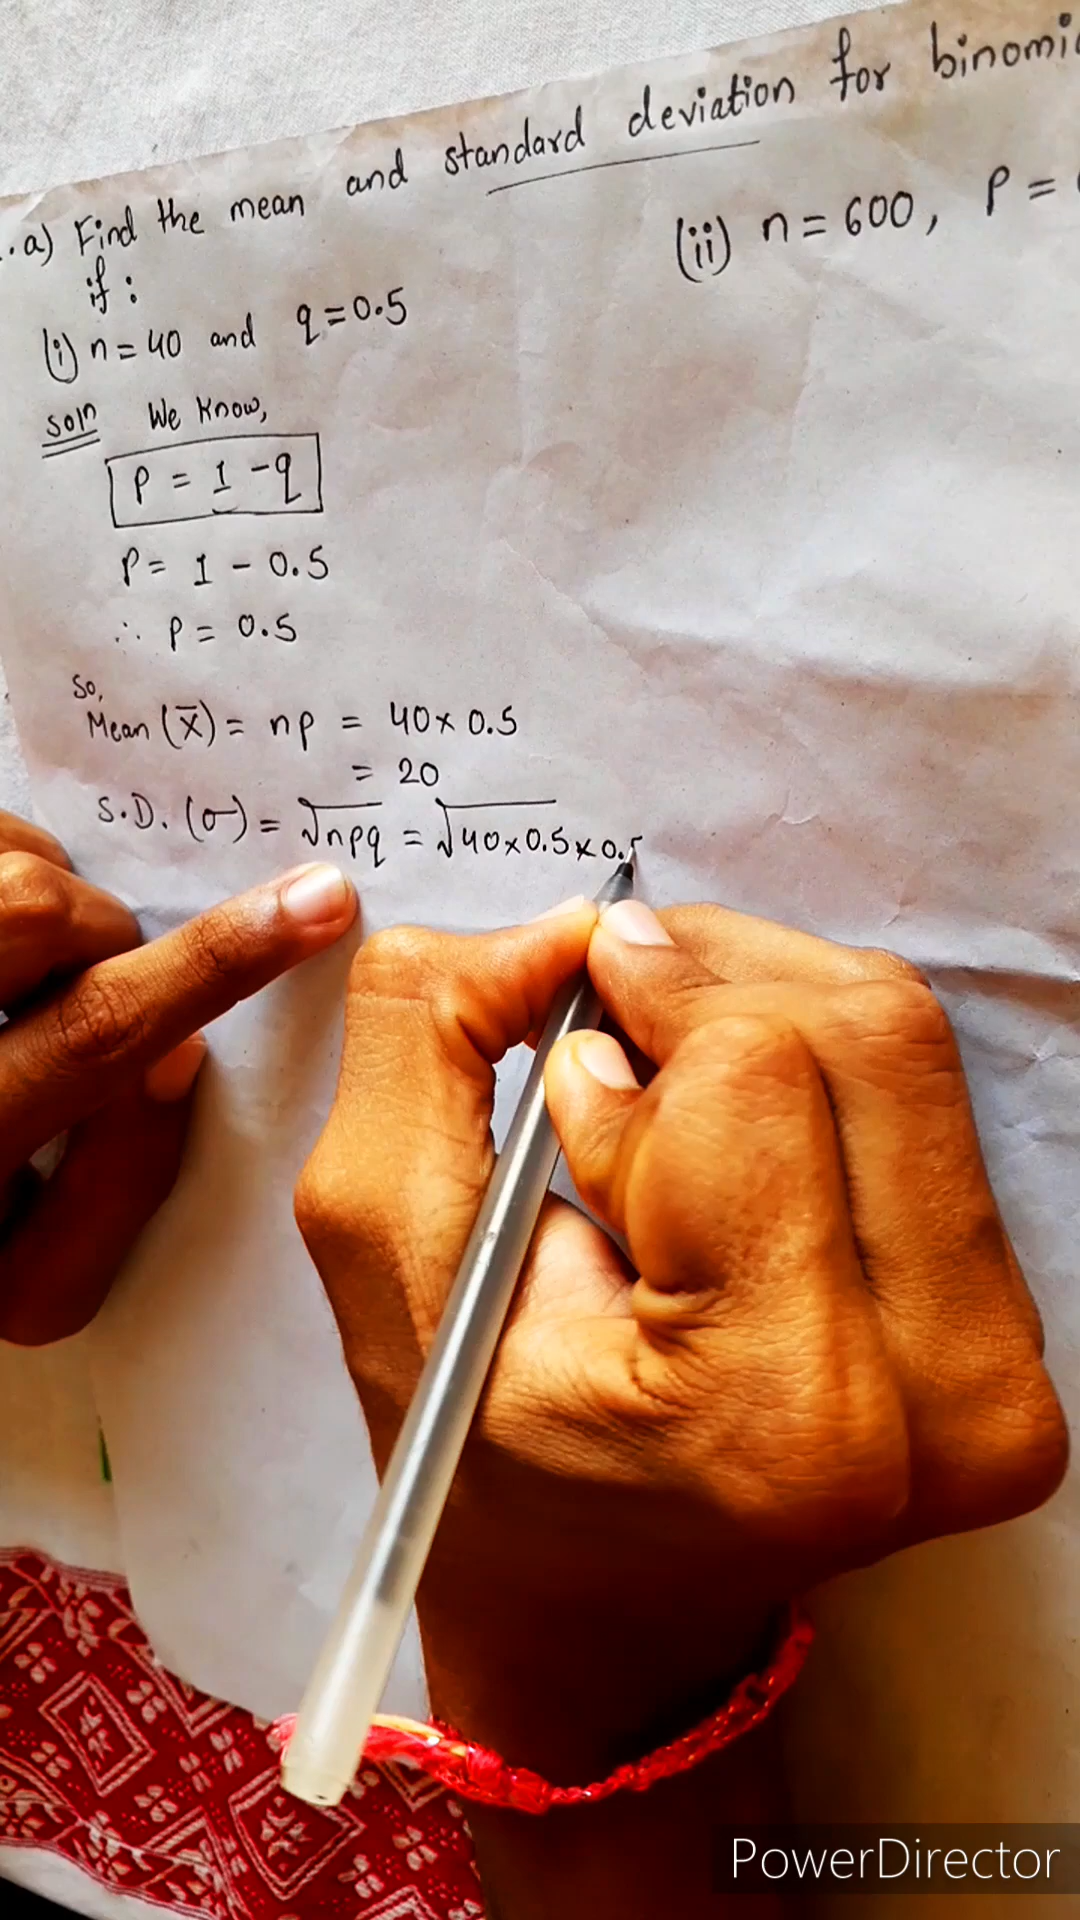 .a) Find the mean and standard deviation for
if :
(i) n = 40 and q = 0.5
(ii) n = 600, P =
Soln We Know,
P = 1 - q
P = 1 - 0.5
∴ P = 0.5
So,
Mean (x̄) = np = 40 × 0.5
= 20
S.D. (σ) = √npq = √40 × 0.5 × 0.5
PowerDirector